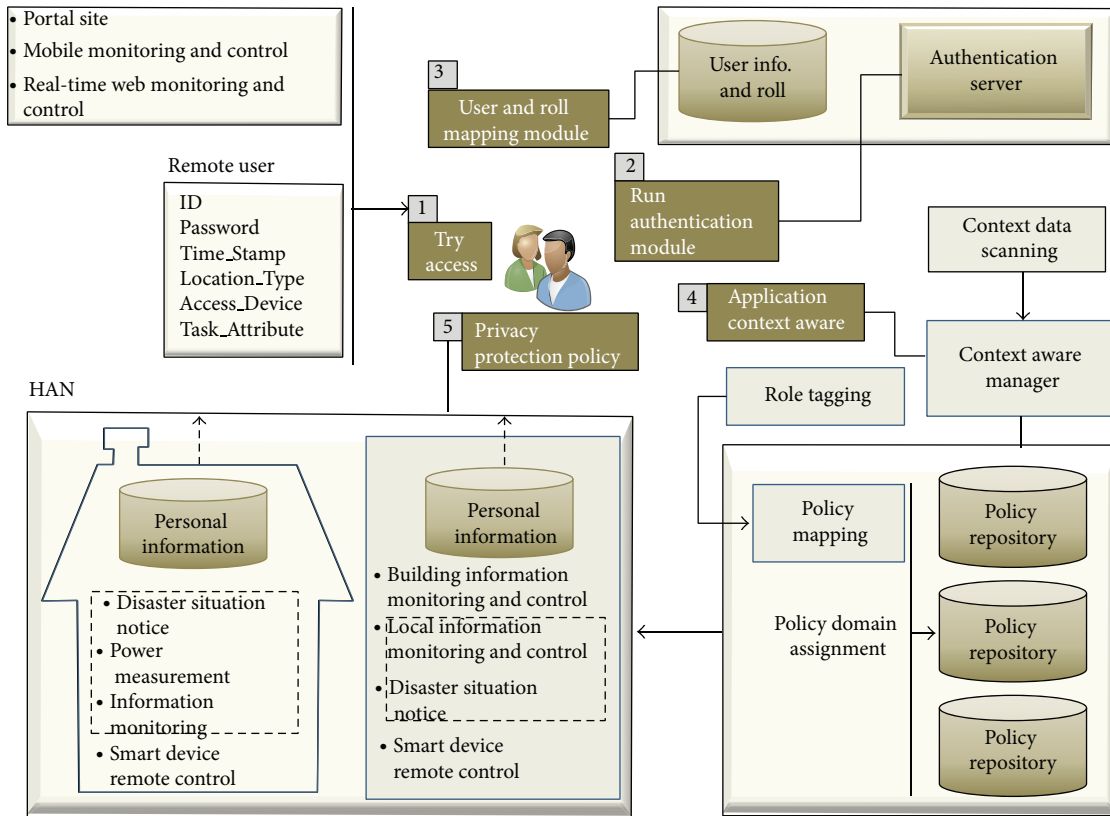 • Portal site
• Mobile monitoring and control
• Real-time web monitoring and
control
Remote user
ID
Password
Time_Stamp
Location_Type
Access_Device
Task_Attribute
1
Try
access
3
User and roll
mapping module
User info.
and roll
Authentication
server
2
Run
authentication
module
Context data
scanning
4
Application
context aware
Context aware
manager
5
Privacy
protection policy
Role tagging
HAN
Personal
information
• Disaster situation
notice
• Power
measurement
• Information
monitoring
• Smart device
remote control
Personal
information
• Building information
monitoring and control
• Local information
monitoring and control
• Disaster situation
notice
• Smart device
remote control
Policy
mapping
Policy domain
assignment
Policy
repository
Policy
repository
Policy
repository